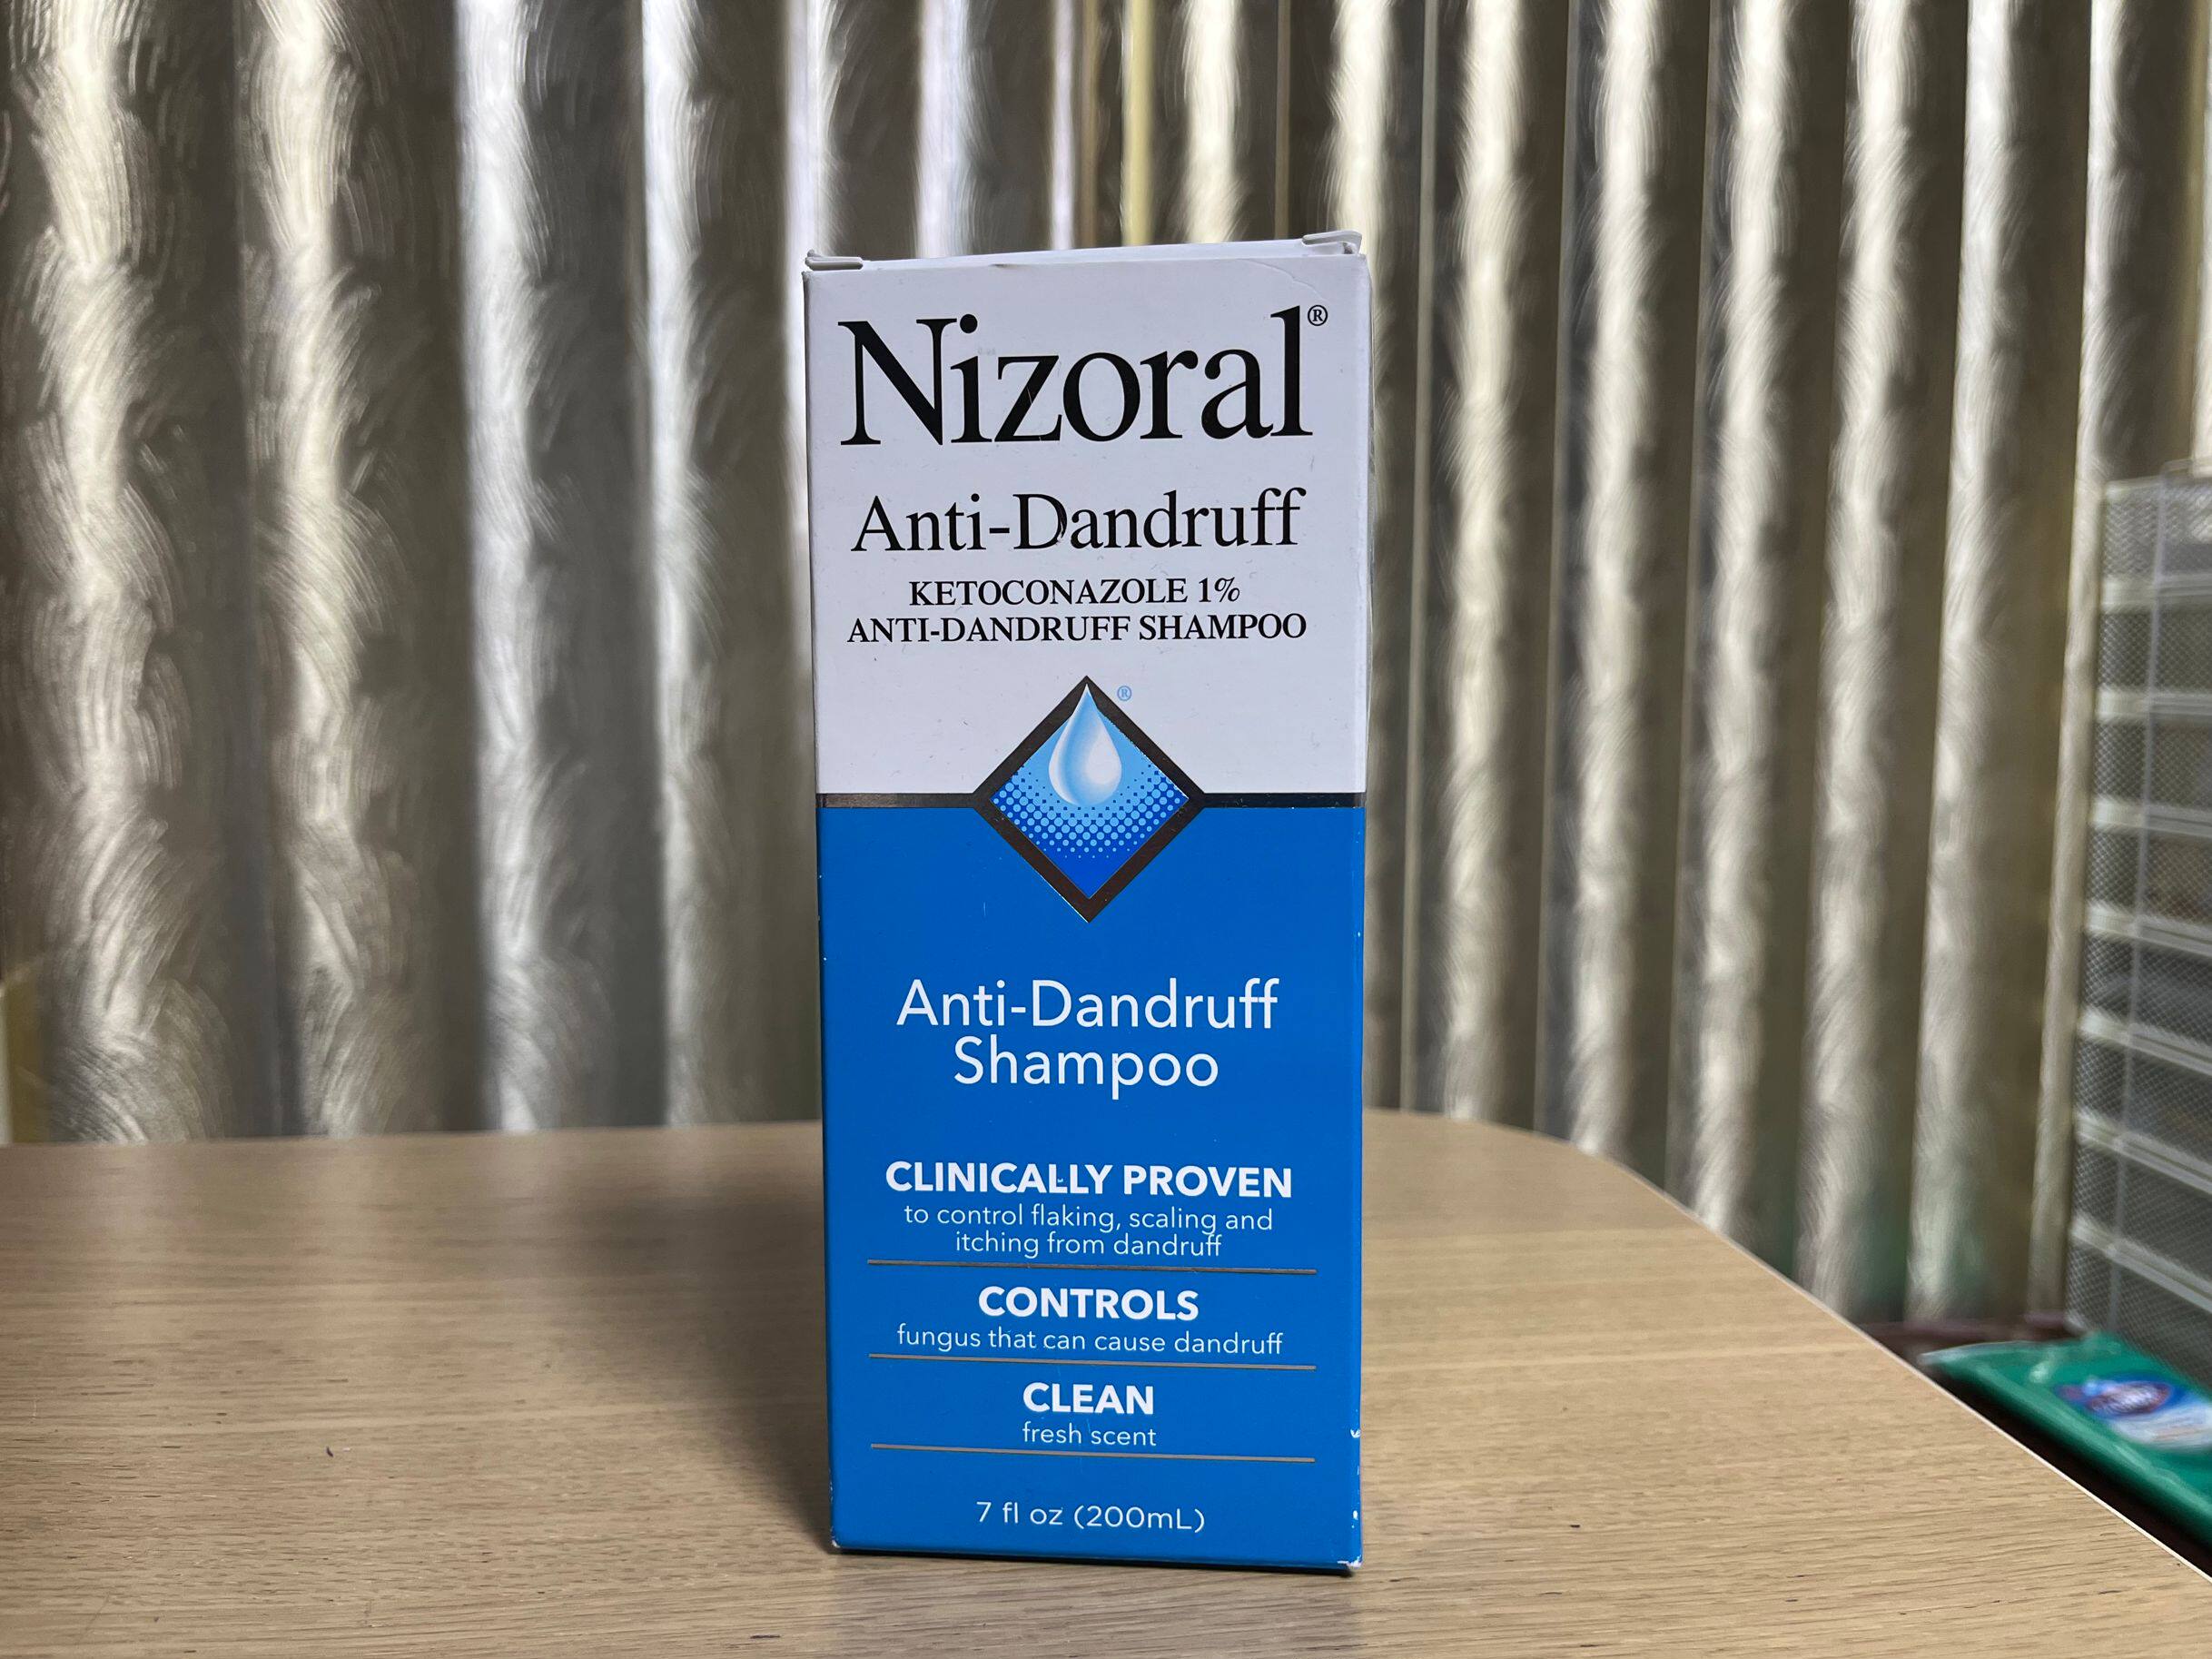 Nizoral®
Anti-Dandruff
KETOCONAZOLE 1%
ANTI-DANDRUFF SHAMPOO
®
Anti-Dandruff
Shampoo
CLINICALLY PROVEN
to control flaking, scaling and
itching from dandruff
CONTROLS
fungus that can cause dandruff
CLEAN
fresh scent
7 fl oz (200mL)